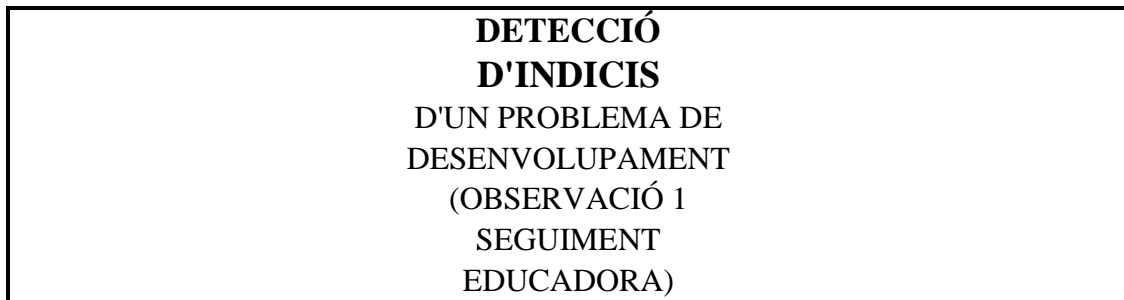 DETECCIÓ
D'INDICIS
D'UN PROBLEMA DE
DESENVOLUPAMENT
(OBSERVACIÓ 1
SEGUIMENT
EDUCADORA)